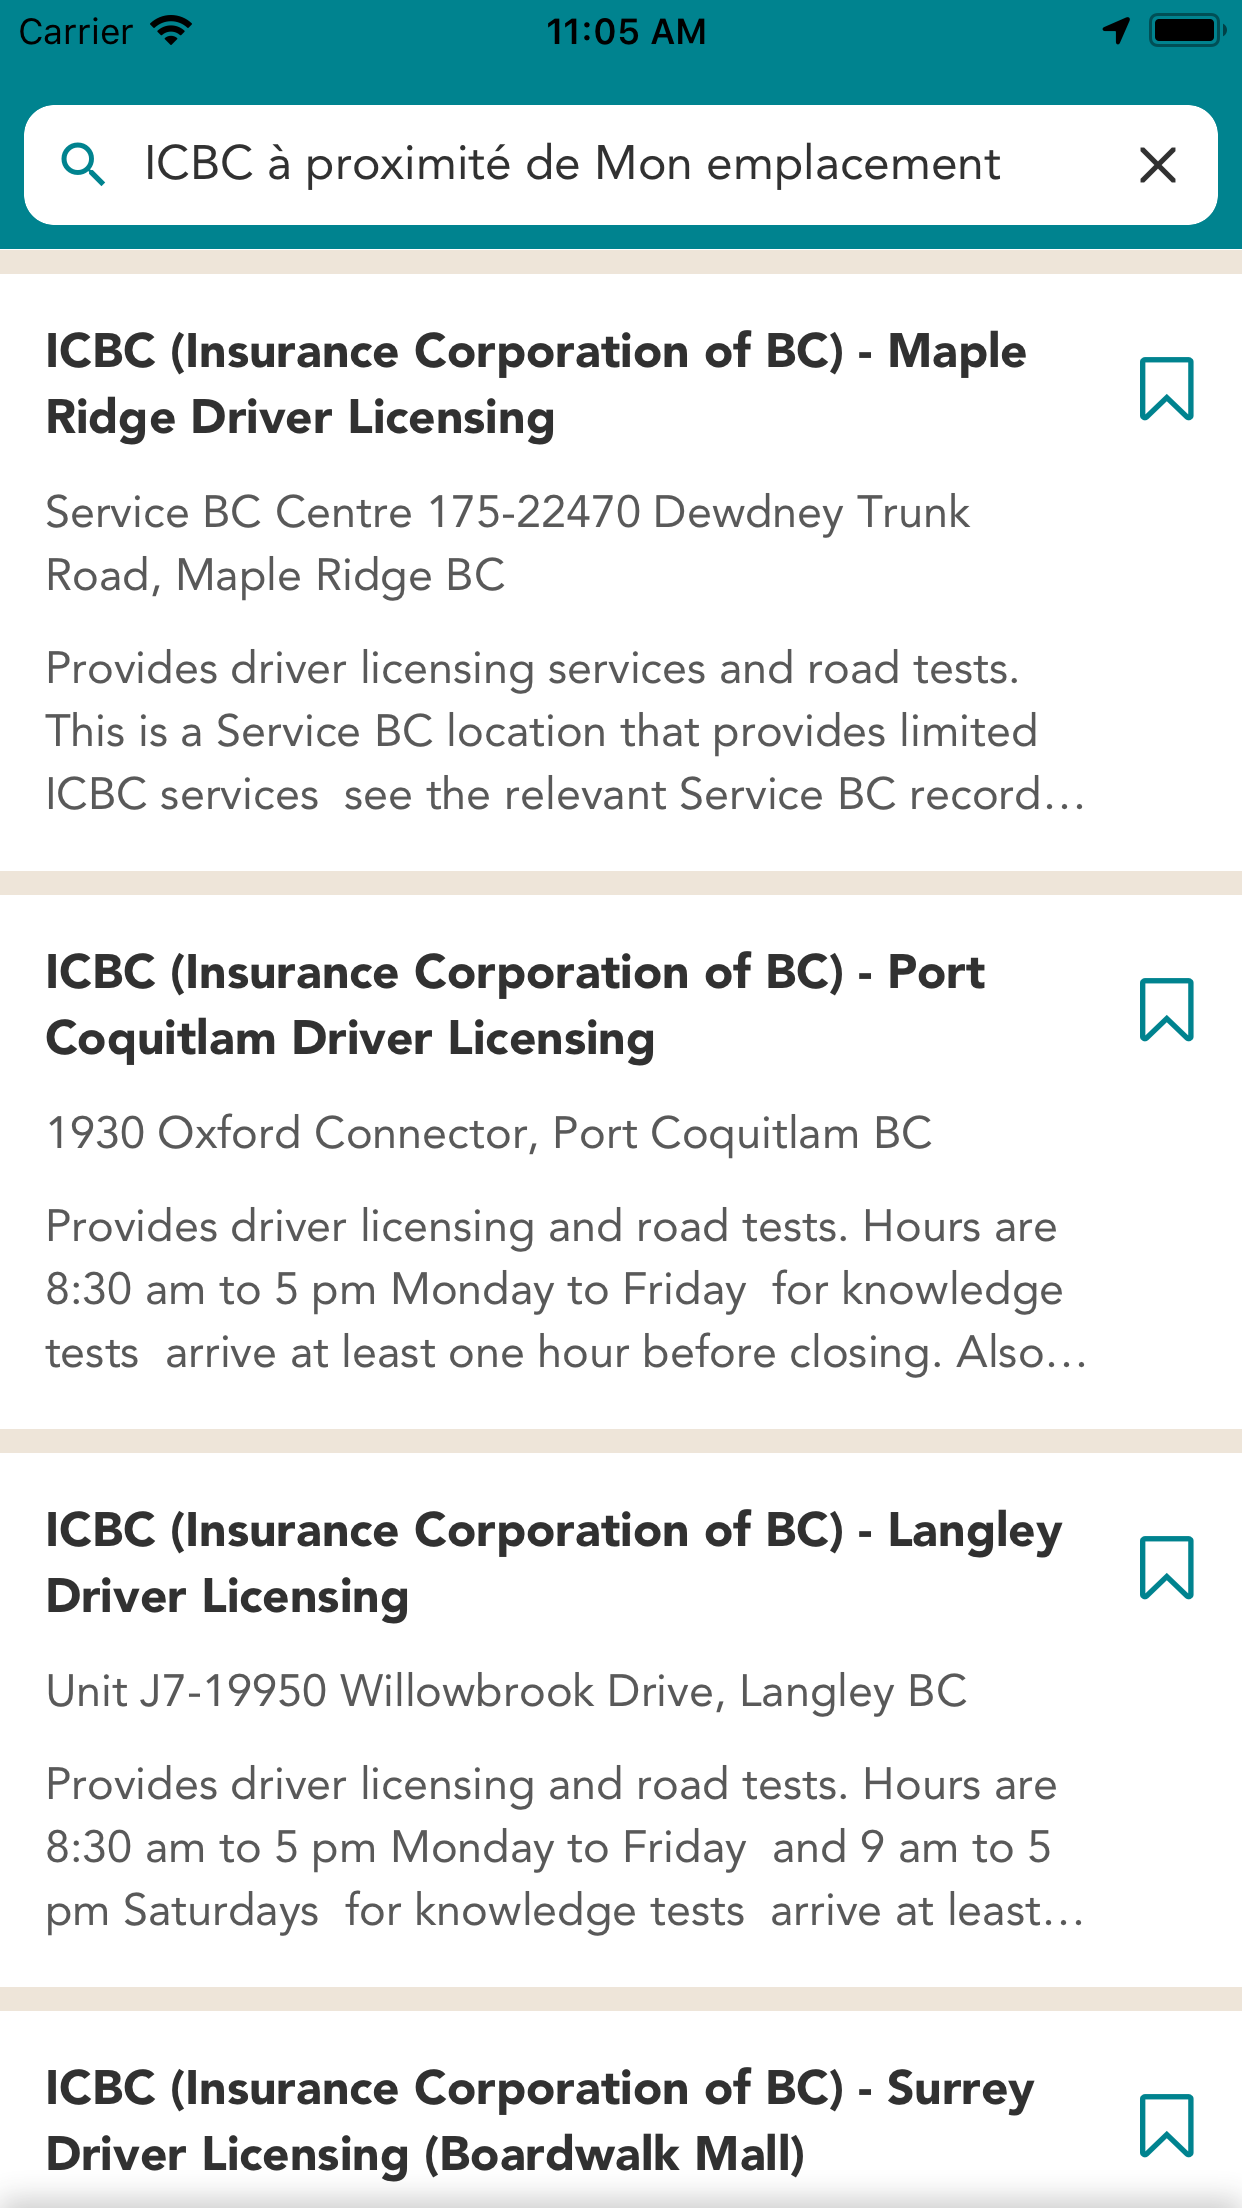 Carrier
11:05 AM
ICBC à proximité de Mon emplacement
ICBC (Insurance Corporation of BC) - Maple
Ridge Driver Licensing
Service BC Centre 175-22470 Dewdney Trunk
Road, Maple Ridge BC
Provides driver licensing services and road tests.
This is a Service BC location that provides limited
ICBC services  see the relevant Service BC record...
ICBC (Insurance Corporation of BC) - Port
Coquitlam Driver Licensing
1930 Oxford Connector, Port Coquitlam BC
Provides driver licensing and road tests. Hours are
8:30 am to 5 pm Monday to Friday  for knowledge
tests  arrive at least one hour before closing. Also...
ICBC (Insurance Corporation of BC) - Langley
Driver Licensing
Unit J7-19950 Willowbrook Drive, Langley BC
Provides driver licensing and road tests. Hours are
8:30 am to 5 pm Monday to Friday  and 9 am to 5
pm Saturdays  for knowledge tests  arrive at least...
ICBC (Insurance Corporation of BC) - Surrey
Driver Licensing (Boardwalk Mall)